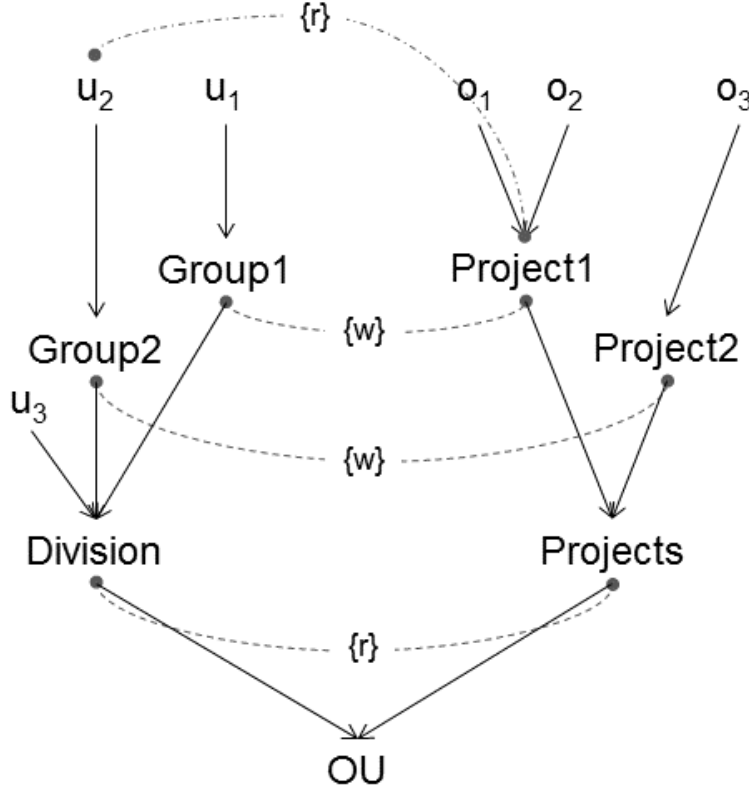 {r}
u₂ u₁ o₁ o₂ o₃
Group1 Project1
{w}
Group2 Project2
u₃
{w}
Division Projects
{r}
OU